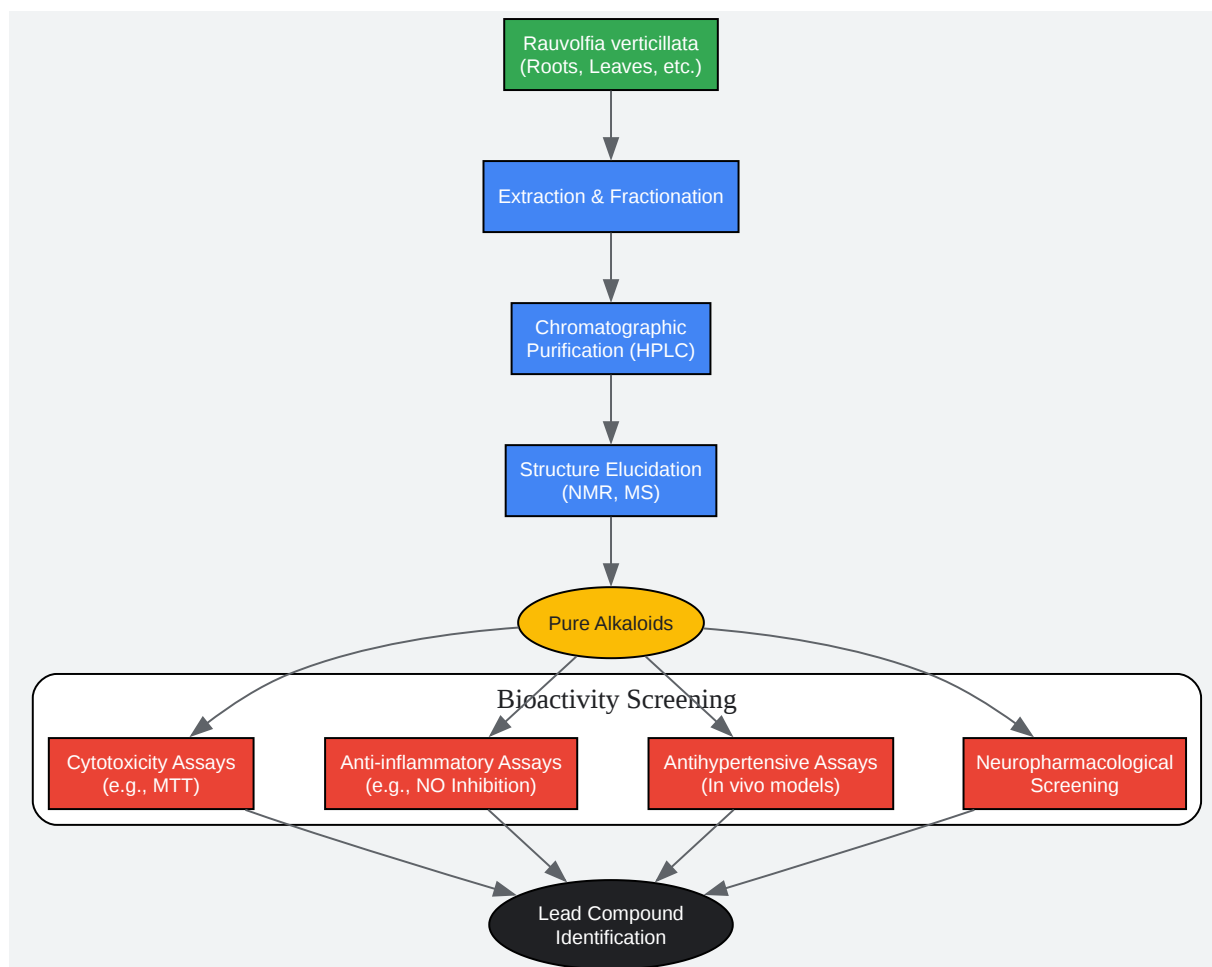 Rauvolfia verticillata
(Roots, Leaves, etc.)
Extraction & Fractionation
Chromatographic
Purification (HPLC)
Structure Elucidation
(NMR, MS)
Pure Alkaloids
Bioactivity Screening
Cytotoxicity Assays
(e.g., MTT)
Anti-inflammatory Assays
(e.g., NO Inhibition)
Antihypertensive Assays
(In vivo models)
Neuropharmacological
Screening
Lead Compound
Identification